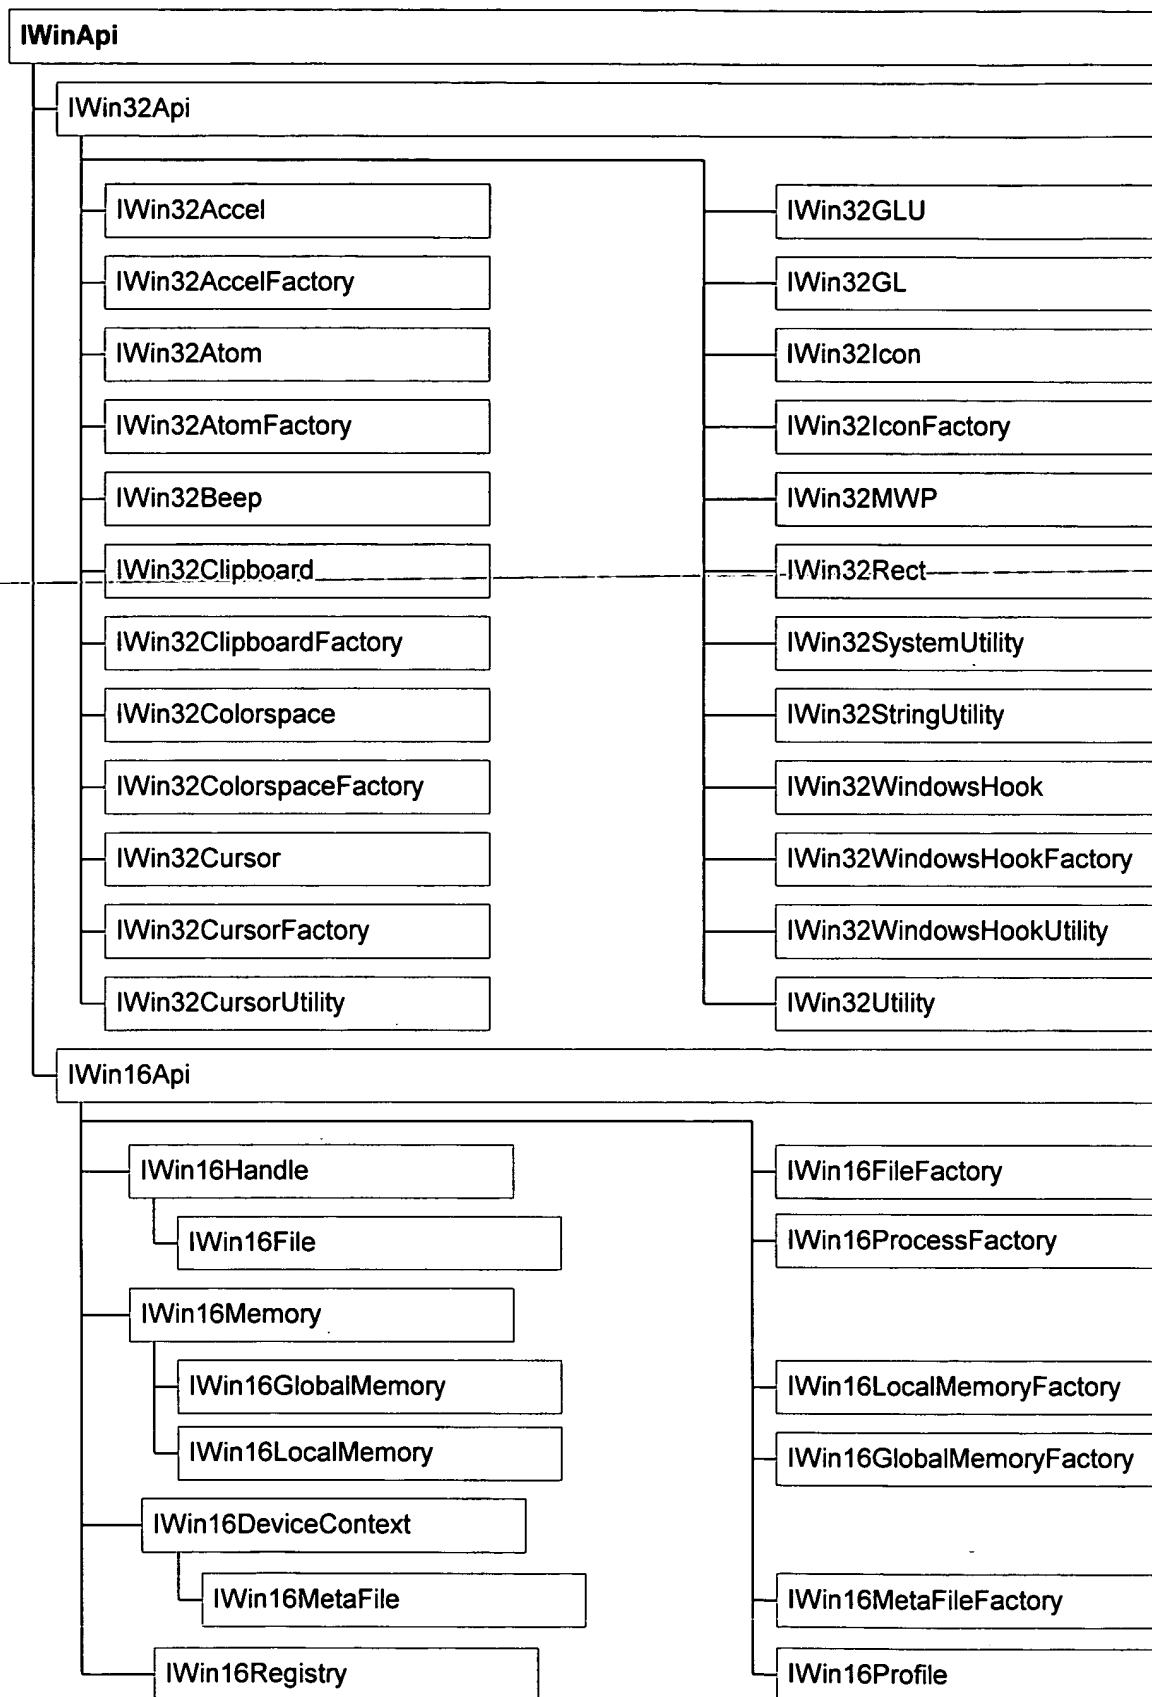 IWinApi
IWin32Api
IWin32Accel
IWin32AccelFactory
IWin32Atom
IWin32AtomFactory
IWin32Beep
IWin32Clipboard
IWin32ClipboardFactory
IWin32Colorspace
IWin32ColorspaceFactory
IWin32Cursor
IWin32CursorFactory
IWin32CursorUtility
IWin32GLU
IWin32GL
IWin32Icon
IWin32IconFactory
IWin32MWP
IWin32Rect
IWin32SystemUtility
IWin32StringUtility
IWin32WindowsHook
IWin32WindowsHookFactory
IWin32WindowsHookUtility
IWin32Utility
IWin16Api
IWin16Handle
IWin16File
IWin16Memory
IWin16GlobalMemory
IWin16LocalMemory
IWin16DeviceContext
IWin16MetaFile
IWin16Registry
IWin16FileFactory
IWin16ProcessFactory
IWin16LocalMemoryFactory
IWin16GlobalMemoryFactory
IWin16MetaFileFactory
IWin16Profile